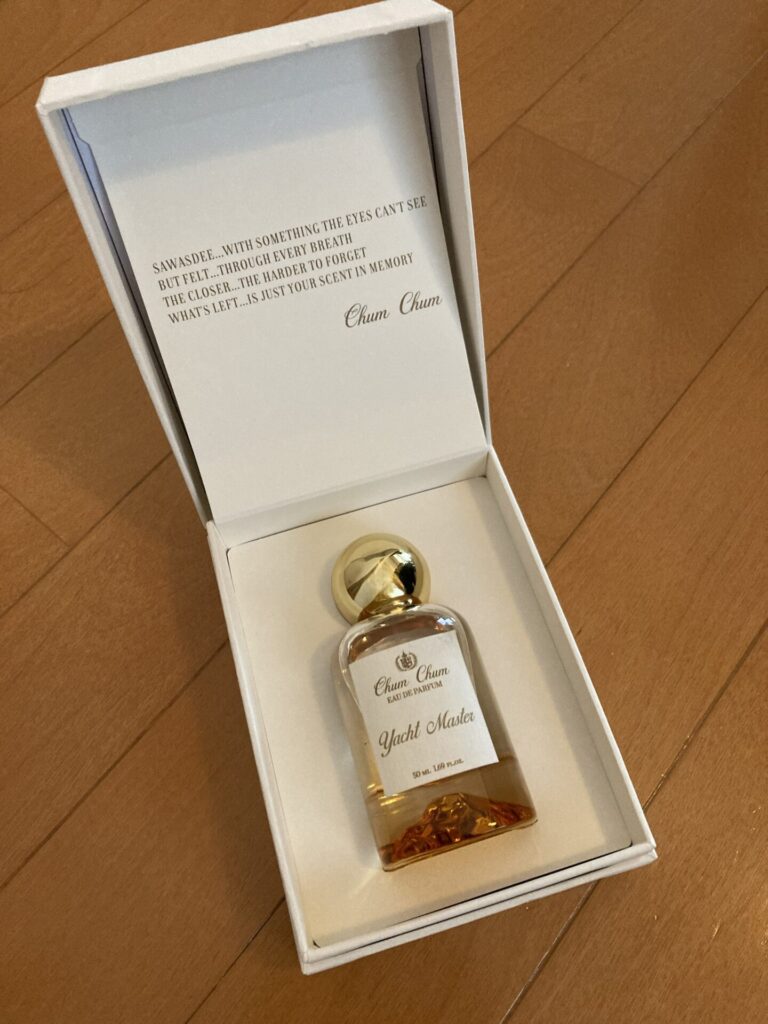 SAWASDEE...WITH SOMETHING THE EYES CAN'T SEE
BUT FELT...THROUGH EVERY BREATH
THE CLOSER...THE HARDER TO FORGET
WHAT'S LEFT...IS JUST YOUR SCENT IN MEMORY
Chum Chum
Chum Chum
EAU DE PARFUM
Yacht Master
50 ML 1.69 FL.OZ